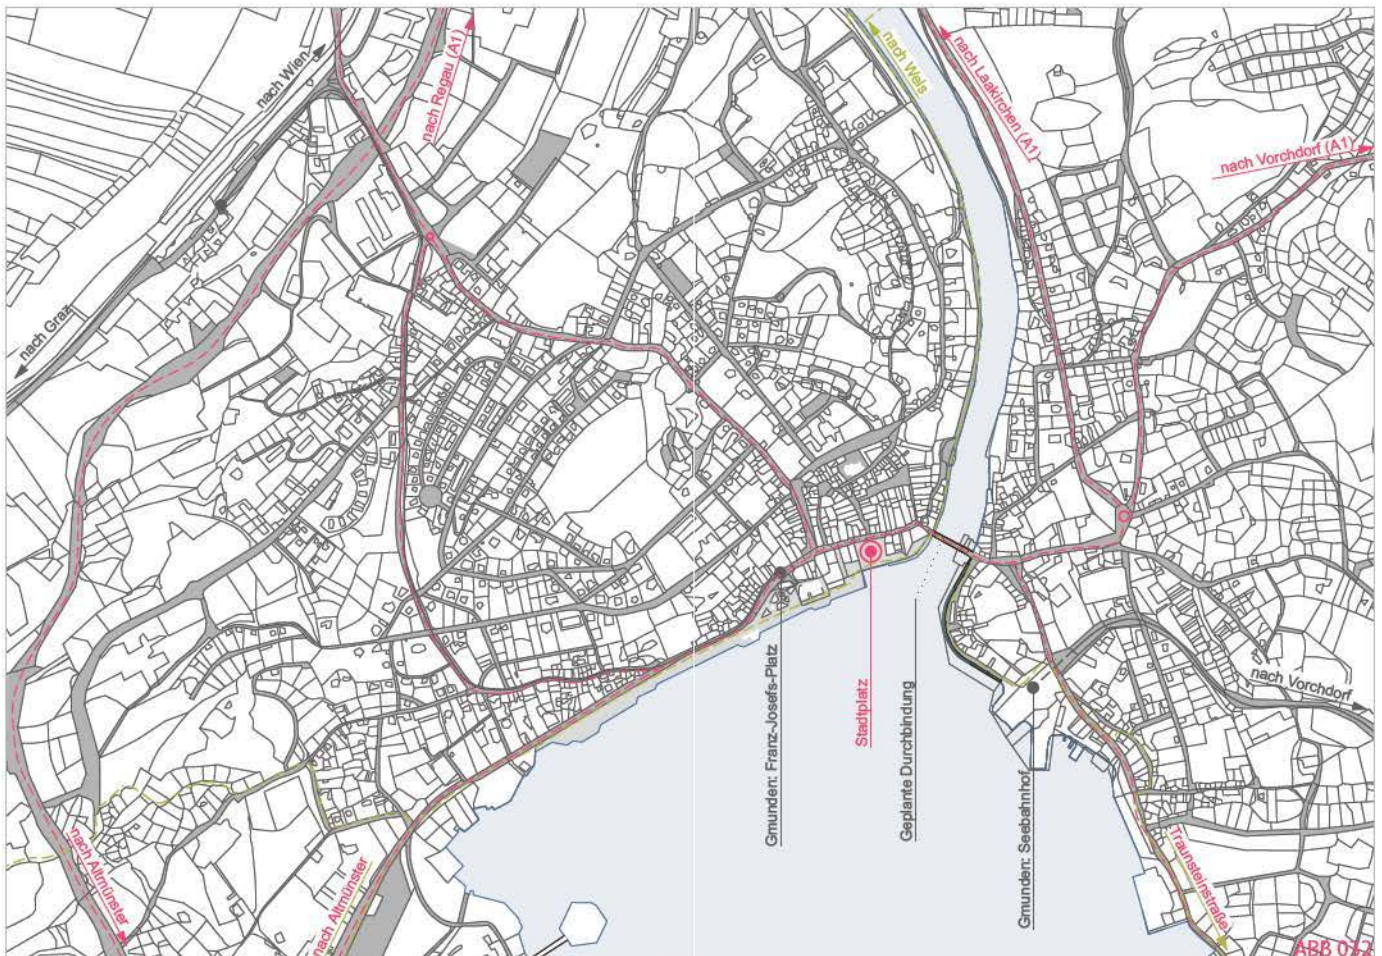 nach Wien
nach Regau (A1)
nach Wels
nach Laakirchen (A1)
nach Vorchdorf (A1)
nach Graz
Gmunden: Franz-Josefs-Platz
Stadtplatz
Geplante Durchbindung
Gmunden: Seebahnhof
nach Vorchdorf
nach Altmünster
nach Altmünster
Traunsteinstraße
ABB 032